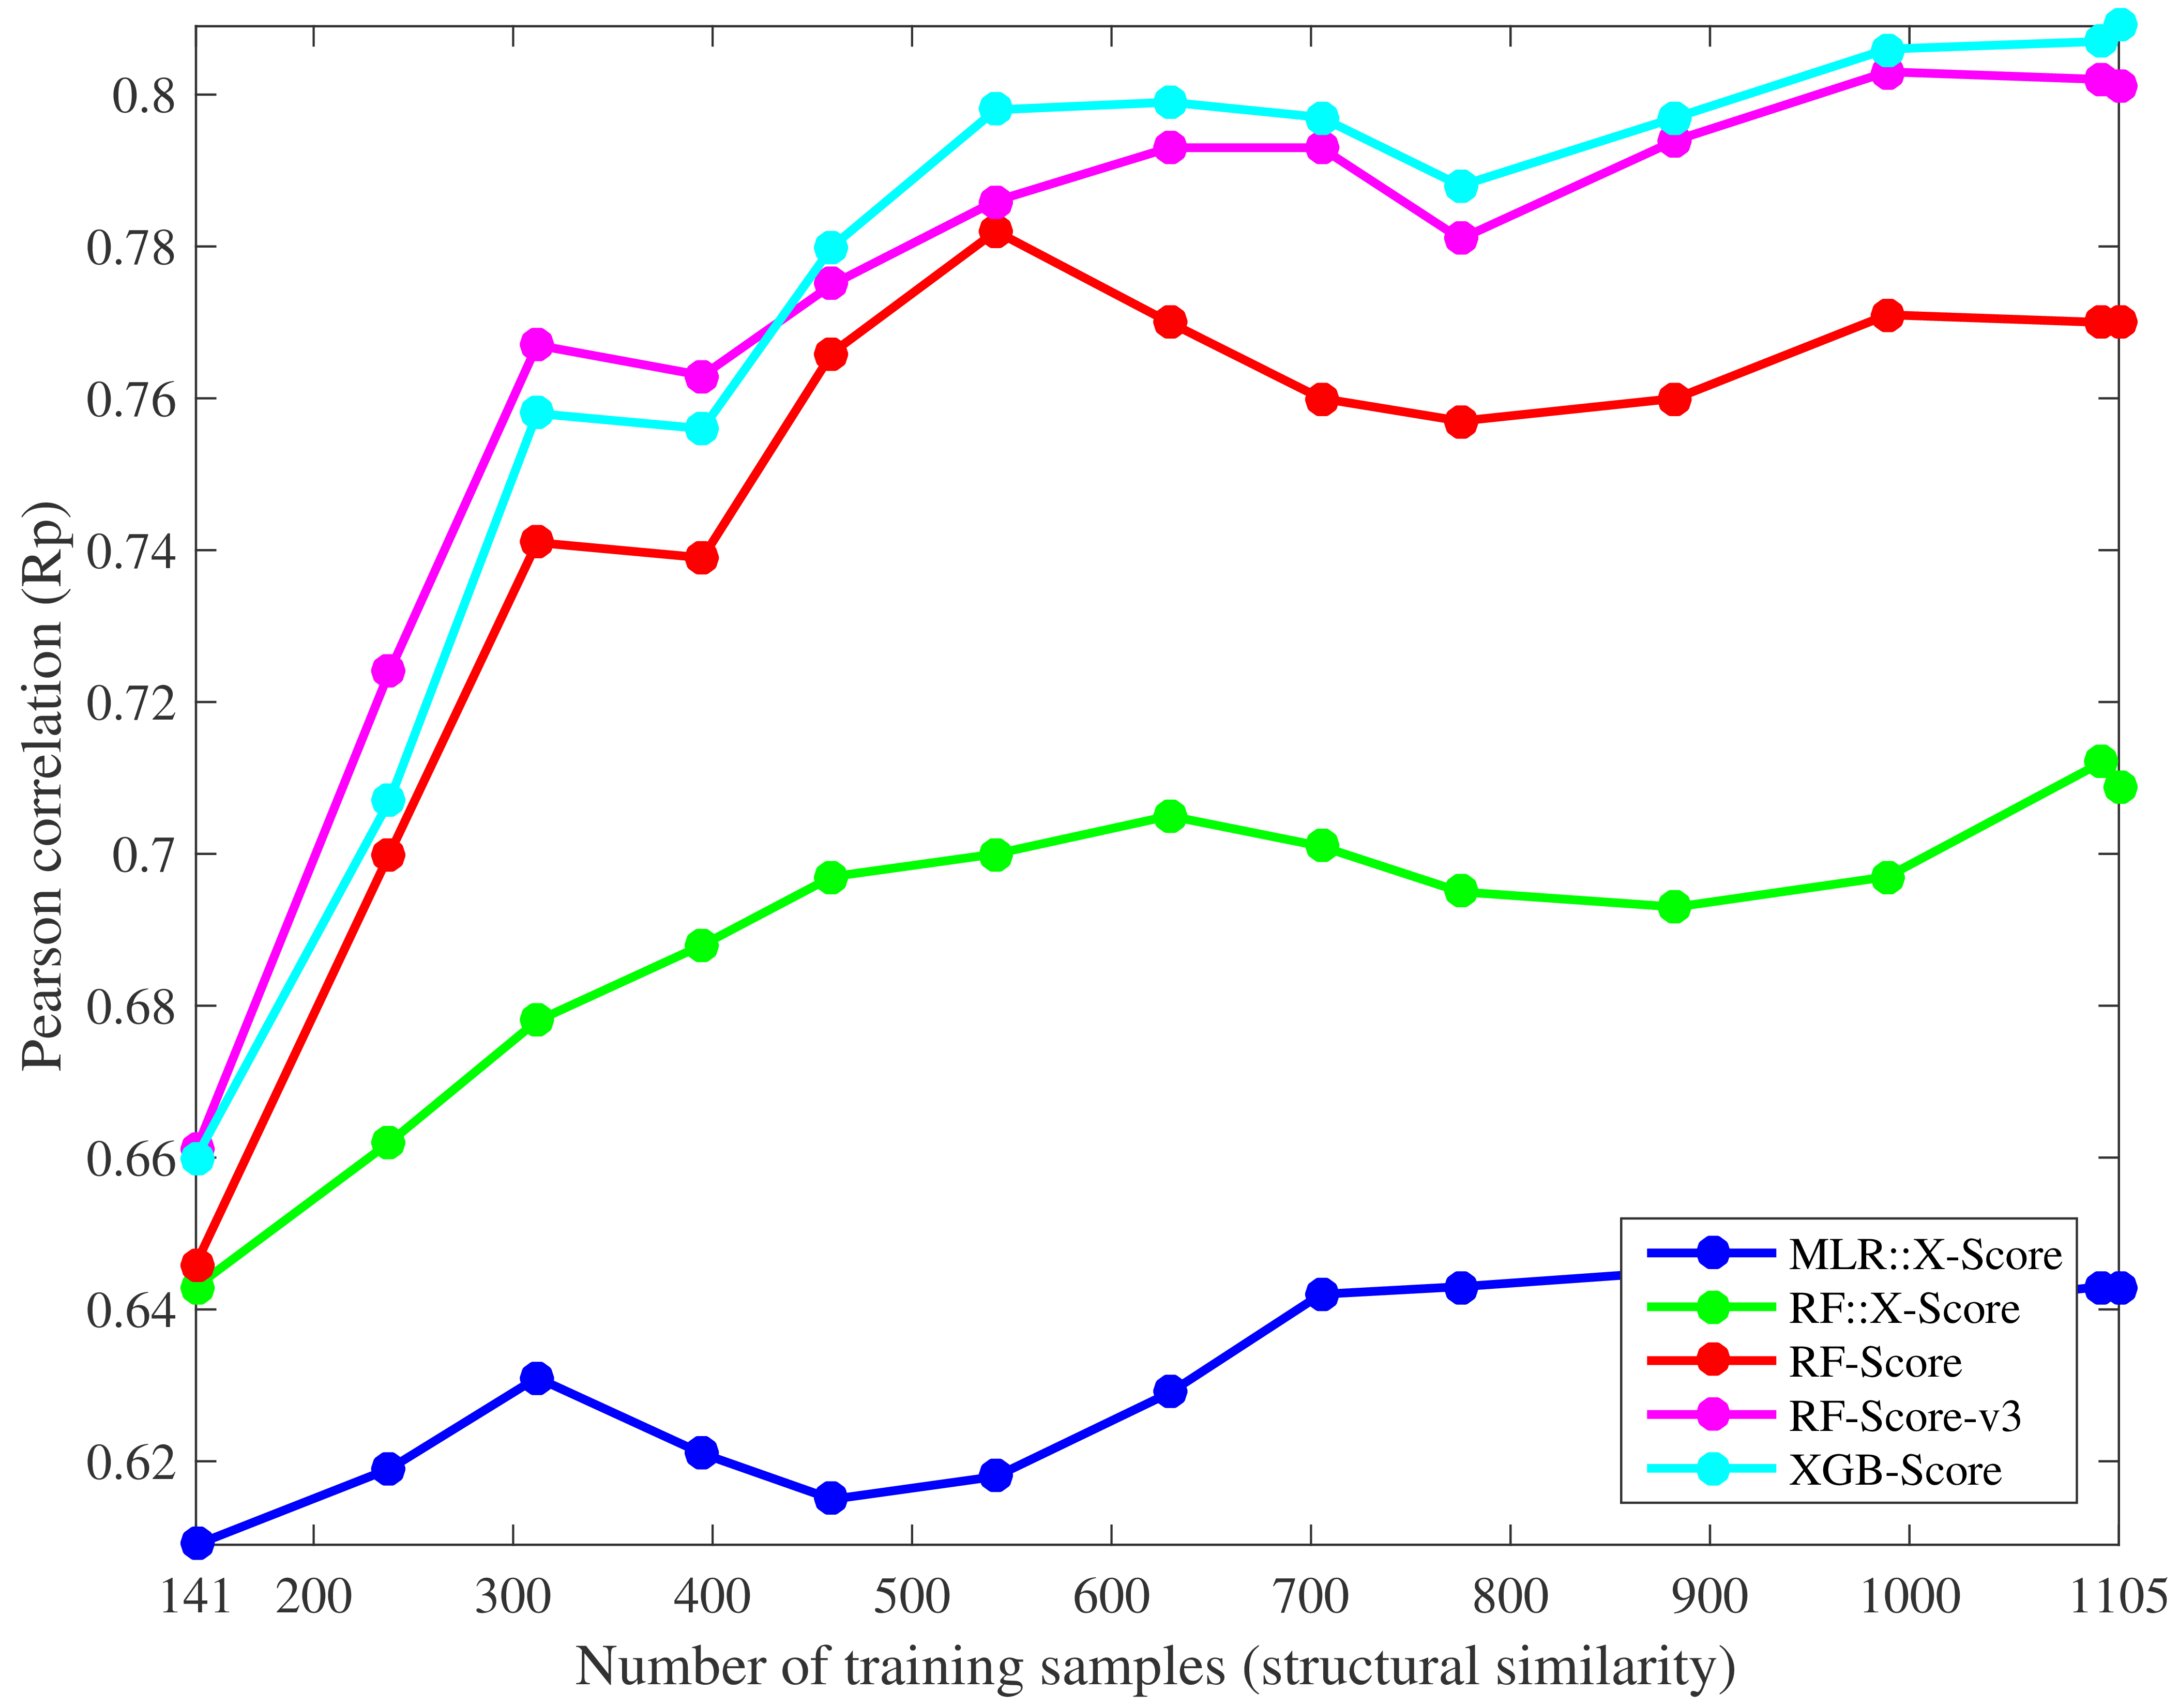 Pearson correlation (Rp)
0.8
0.78
0.76
0.74
0.72
0.7
0.68
0.66
0.64
0.62
MLR::X-Score
RF::X-Score
RF-Score
RF-Score-v3
XGB-Score
141 200 300 400 500 600 700 800 900 1000 1105
Number of training samples (structural similarity)